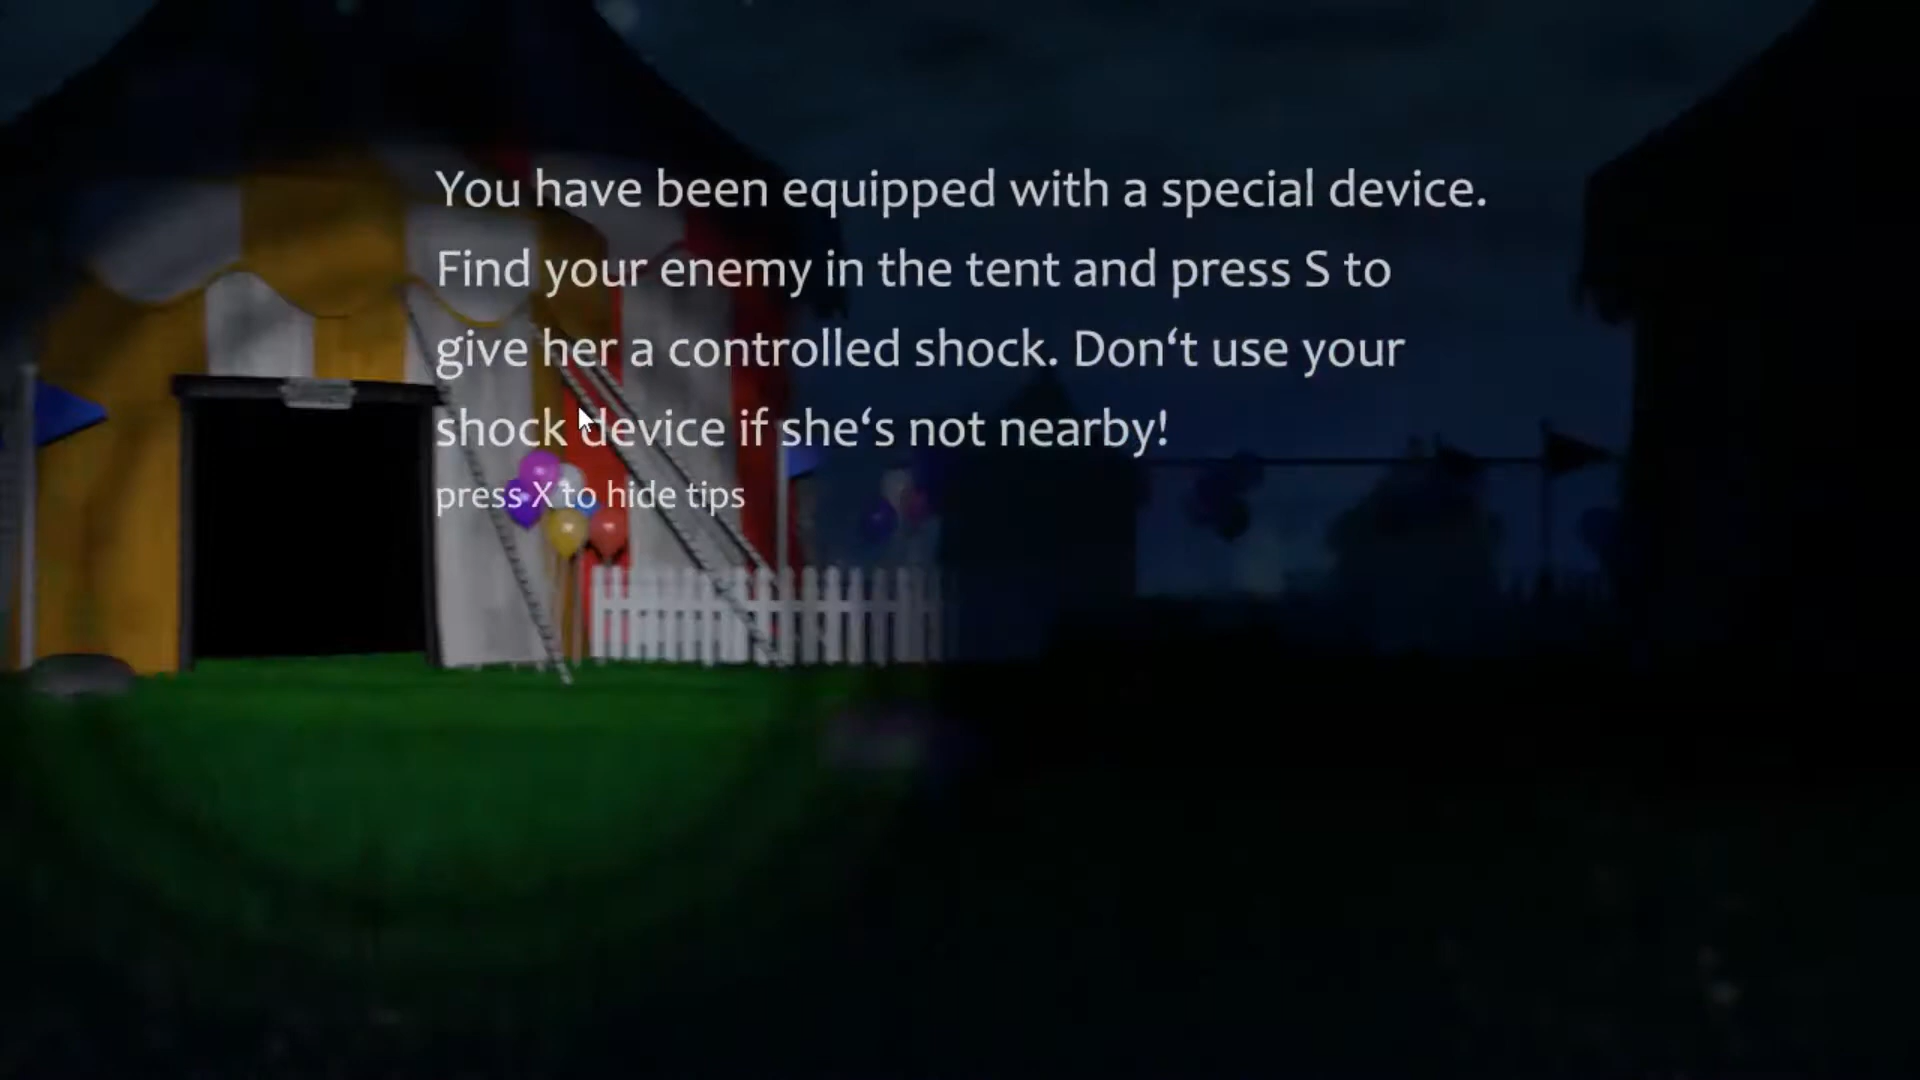 You have been equipped with a special device.
Find your enemy in the tent and press S to
give her a controlled shock. Don‘t use your
shock device if she‘s not nearby!
press X to hide tips